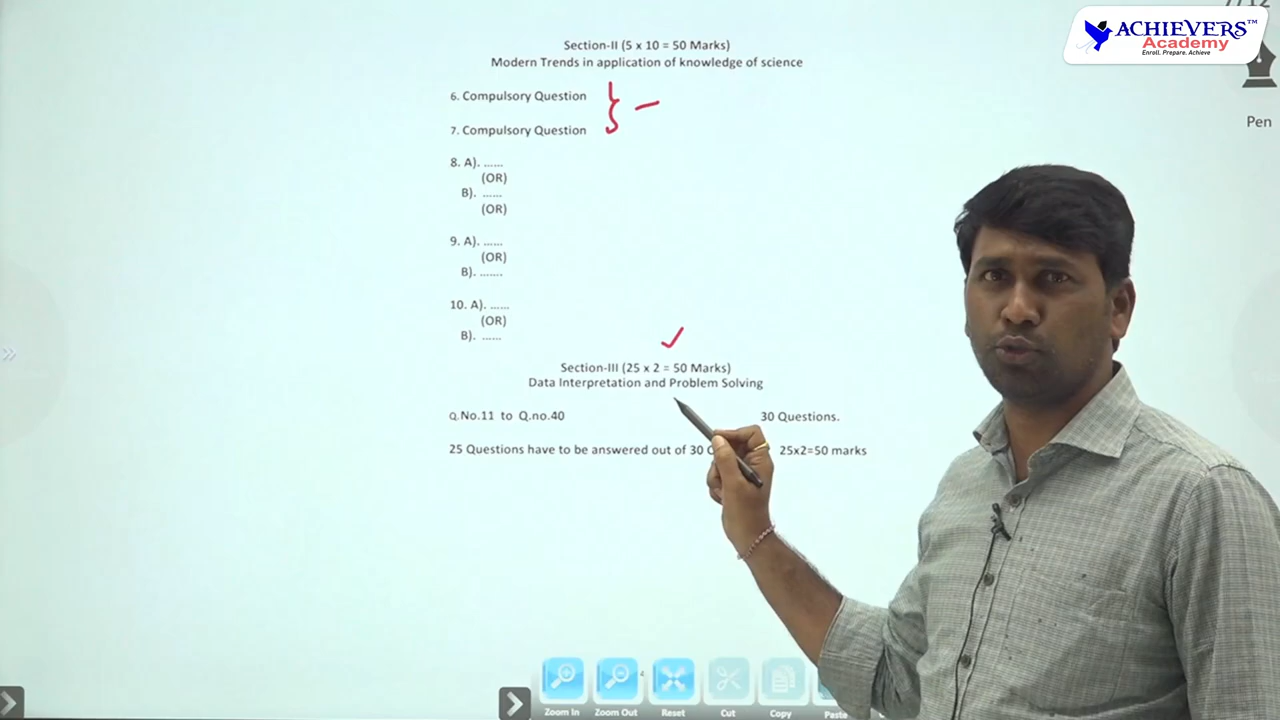 7/12
ACHIEVERS™
Academy
Enroll. Prepare. Achieve
Pen
Section-II (5 x 10 = 50 Marks)
Modern Trends in application of knowledge of science
6. Compulsory Question
7. Compulsory Question
8. A). ......
(OR)
B). ......
(OR)
9. A). ......
(OR)
B). .......
10. A). ......
(OR)
B). ......
Section-III (25 x 2 = 50 Marks)
Data Interpretation and Problem Solving
Q.No.11 to Q.no.40 30 Questions.
25 Questions have to be answered out of 30 25x2=50 marks
4
Zoom In Zoom Out Reset Cut Copy Paste